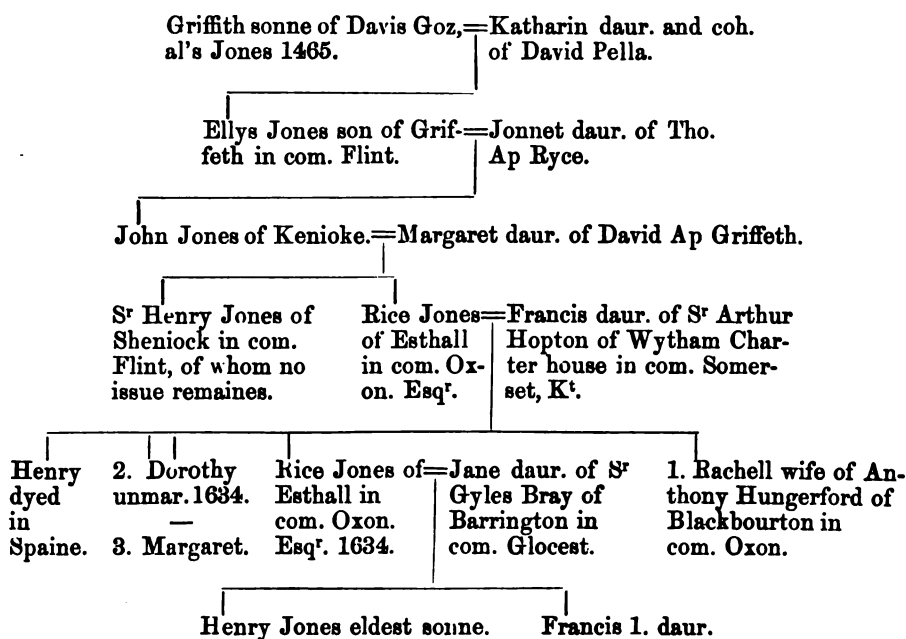 Griffith sonne of Davis Goz,=Katharin daur. and coh.
al's Jones 1465. of David Pella.
Ellys Jones son of Grif-=Jonnet daur. of Tho.
feth in com. Flint. Ap Ryce.
John Jones of Kenioke.=Margaret daur. of David Ap Griffeth.
Sr Henry Jones of
Sheniock in com.
Flint, of whom no
issue remaines.
Rice Jones=Francis daur. of Sr Arthur
of Esthall Hopton of Wytham Char-
in com. Ox- ter house in com. Somer-
on. Esqr. set, Kt.
Henry
dyed
in
Spaine.
2. Dorothy
unmar. 1634.
—
3. Margaret.
Rice Jones of=Jane daur. of Sr
Esthall in Gyles Bray of
com. Oxon. Barrington in
Esqr. 1634. com. Glocest.
1. Rachell wife of An-
thony Hungerford of
Blackbourton in
com. Oxon.
Henry Jones eldest sonne. Francis 1. daur.